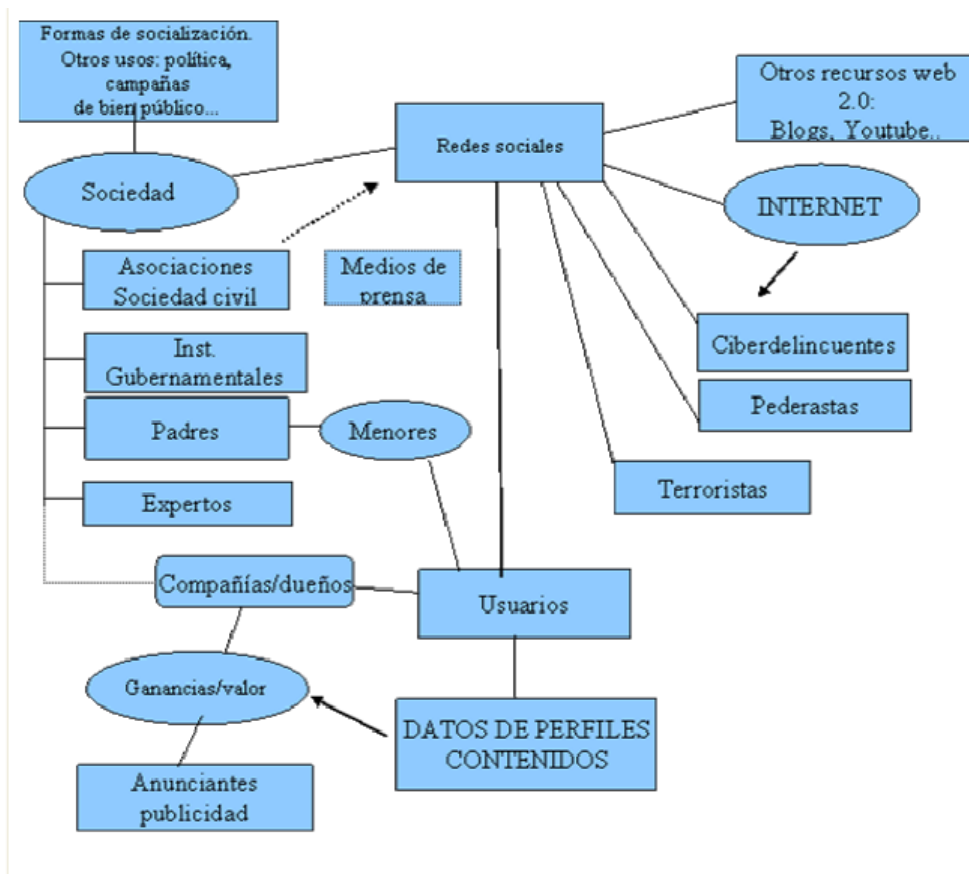 Formas de socialización.
Otros usos: política,
campañas
de bien público...
Otros recursos web
2.0:
Blogs, Youtube..
Redes sociales
Sociedad
INTERNET
Asociaciones
Sociedad civil
Medios de
prensa
Ciberdelincuentes
Inst.
Gubernamentales
Pederastas
Padres
Menores
Terroristas
Expertos
Compañías/dueños
Usuarios
Ganancias/valor
DATOS DE PERFILES
CONTENIDOS
Anunciantes
publicidad